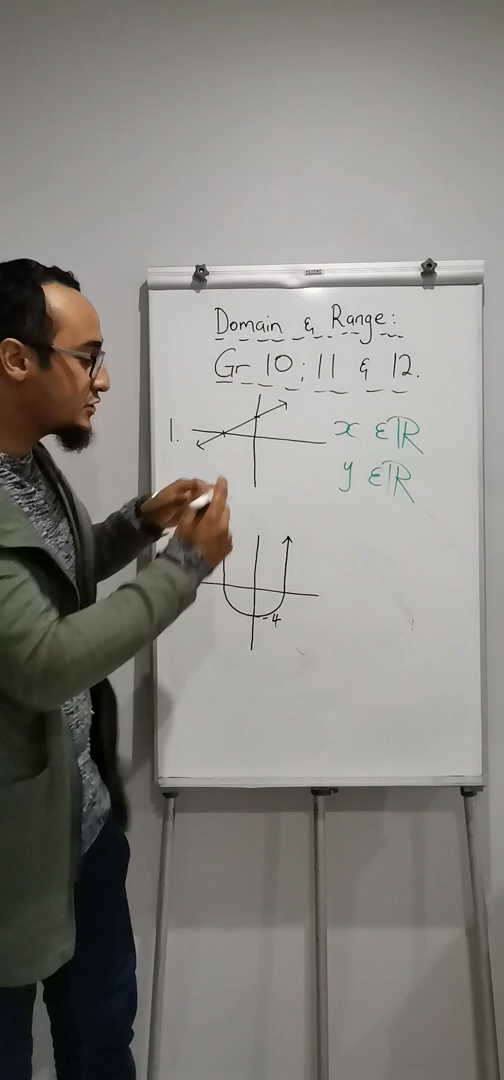 Domain & Range:
Gr 10; 11 & 12.
1.
x ε ℝ
y ε ℝ
-4